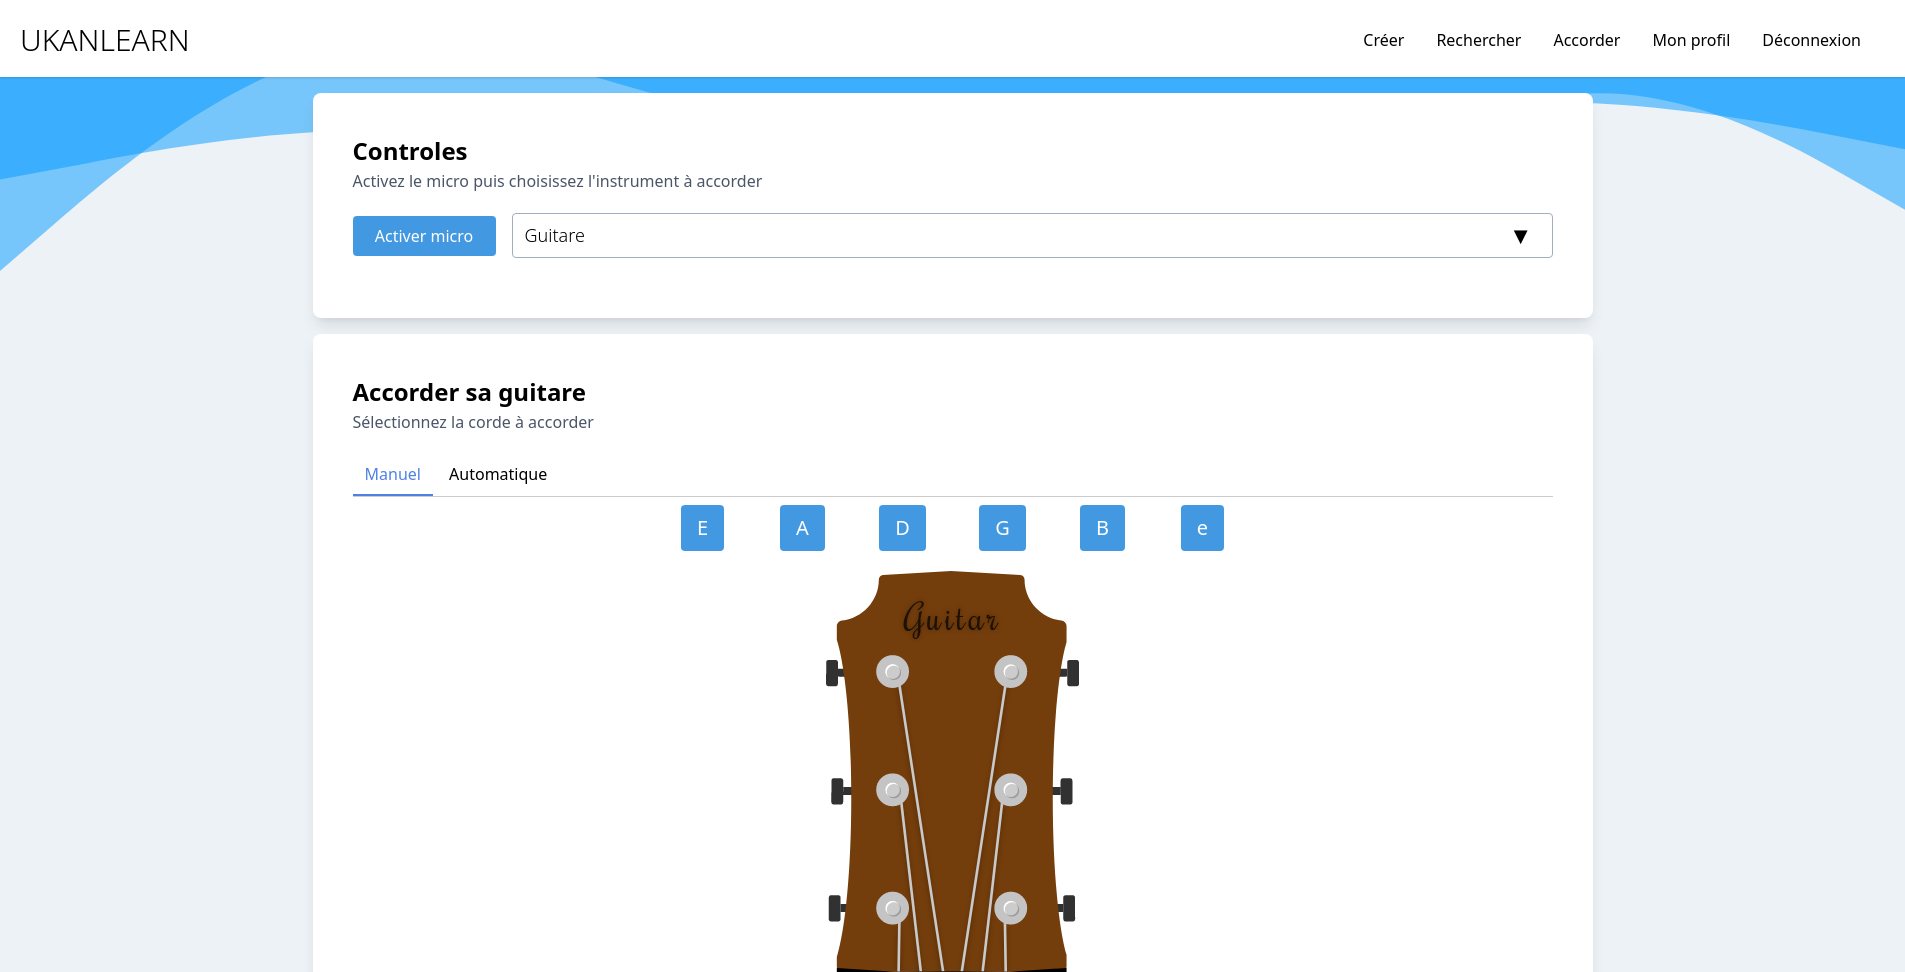 UKANLEARN
Créer Rechercher Accorder Mon profil Déconnexion
Controles
Activez le micro puis choisissez l'instrument à accorder
Activer micro Guitare
Accorder sa guitare
Sélectionnez la corde à accorder
Manuel Automatique
E A D G B e
Guitar